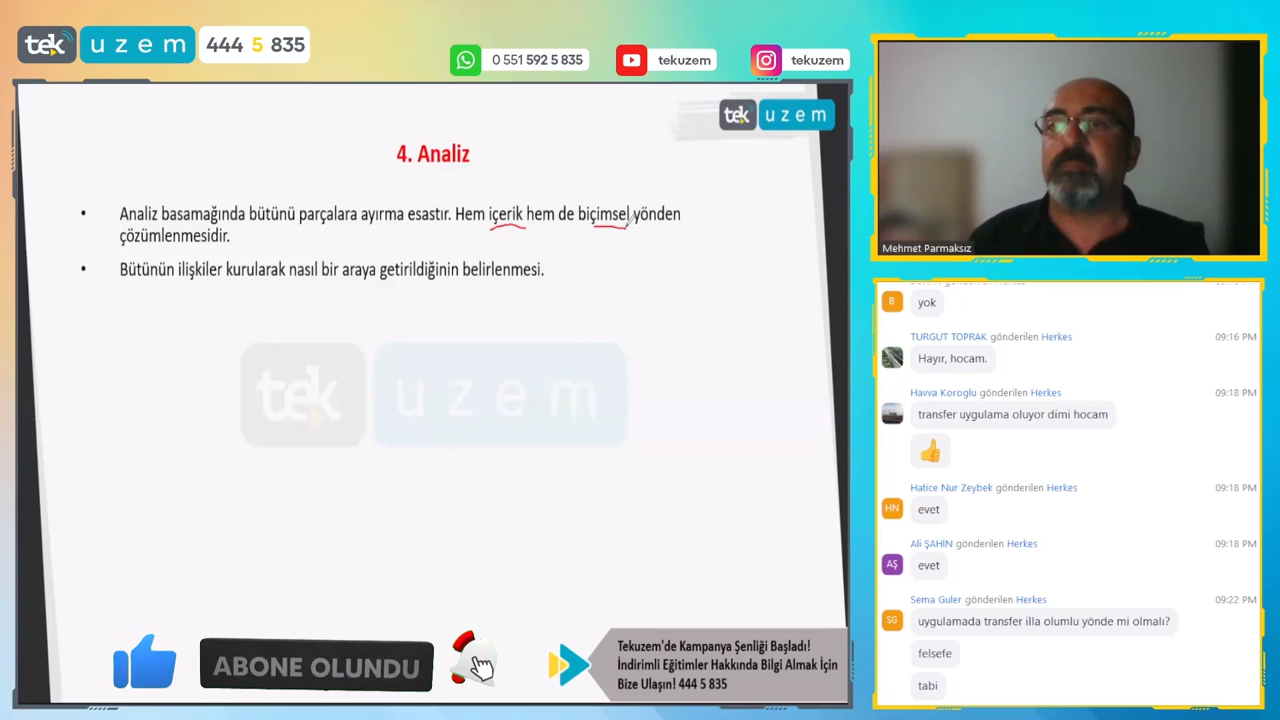 tek uzem 444 5 835
0 551 592 5 835
tekuzem
tekuzem
tek uzem
4. Analiz
• Analiz basamağında bütünü parçalara ayırma esastır. Hem içerik hem de biçimsel yönden
çözümlenmesidir.
• Bütünün ilişkiler kurularak nasıl bir araya getirildiğinin belirlenmesi.
tek uzem
ABONE OLUNDU
Tekuzem'de Kampanya Şenliği Başladı!
İndirimli Eğitimler Hakkında Bilgi Almak İçin
Bize Ulaşın! 444 5 835
Mehmet Parmaksız
B
yok
TURGUT TOPRAK gönderilen Herkes 09:16 PM
Hayır, hocam.
Havva Koroglu gönderilen Herkes 09:18 PM
transfer uygulama oluyor dimi hocam
Hatice Nur Zeybek gönderilen Herkes 09:18 PM
HN
evet
Ali ŞAHİN gönderilen Herkes 09:18 PM
AŞ
evet
Sema Guler gönderilen Herkes 09:22 PM
SG
uygulamada transfer illa olumlu yönde mi olmalı?
felsefe
tabi